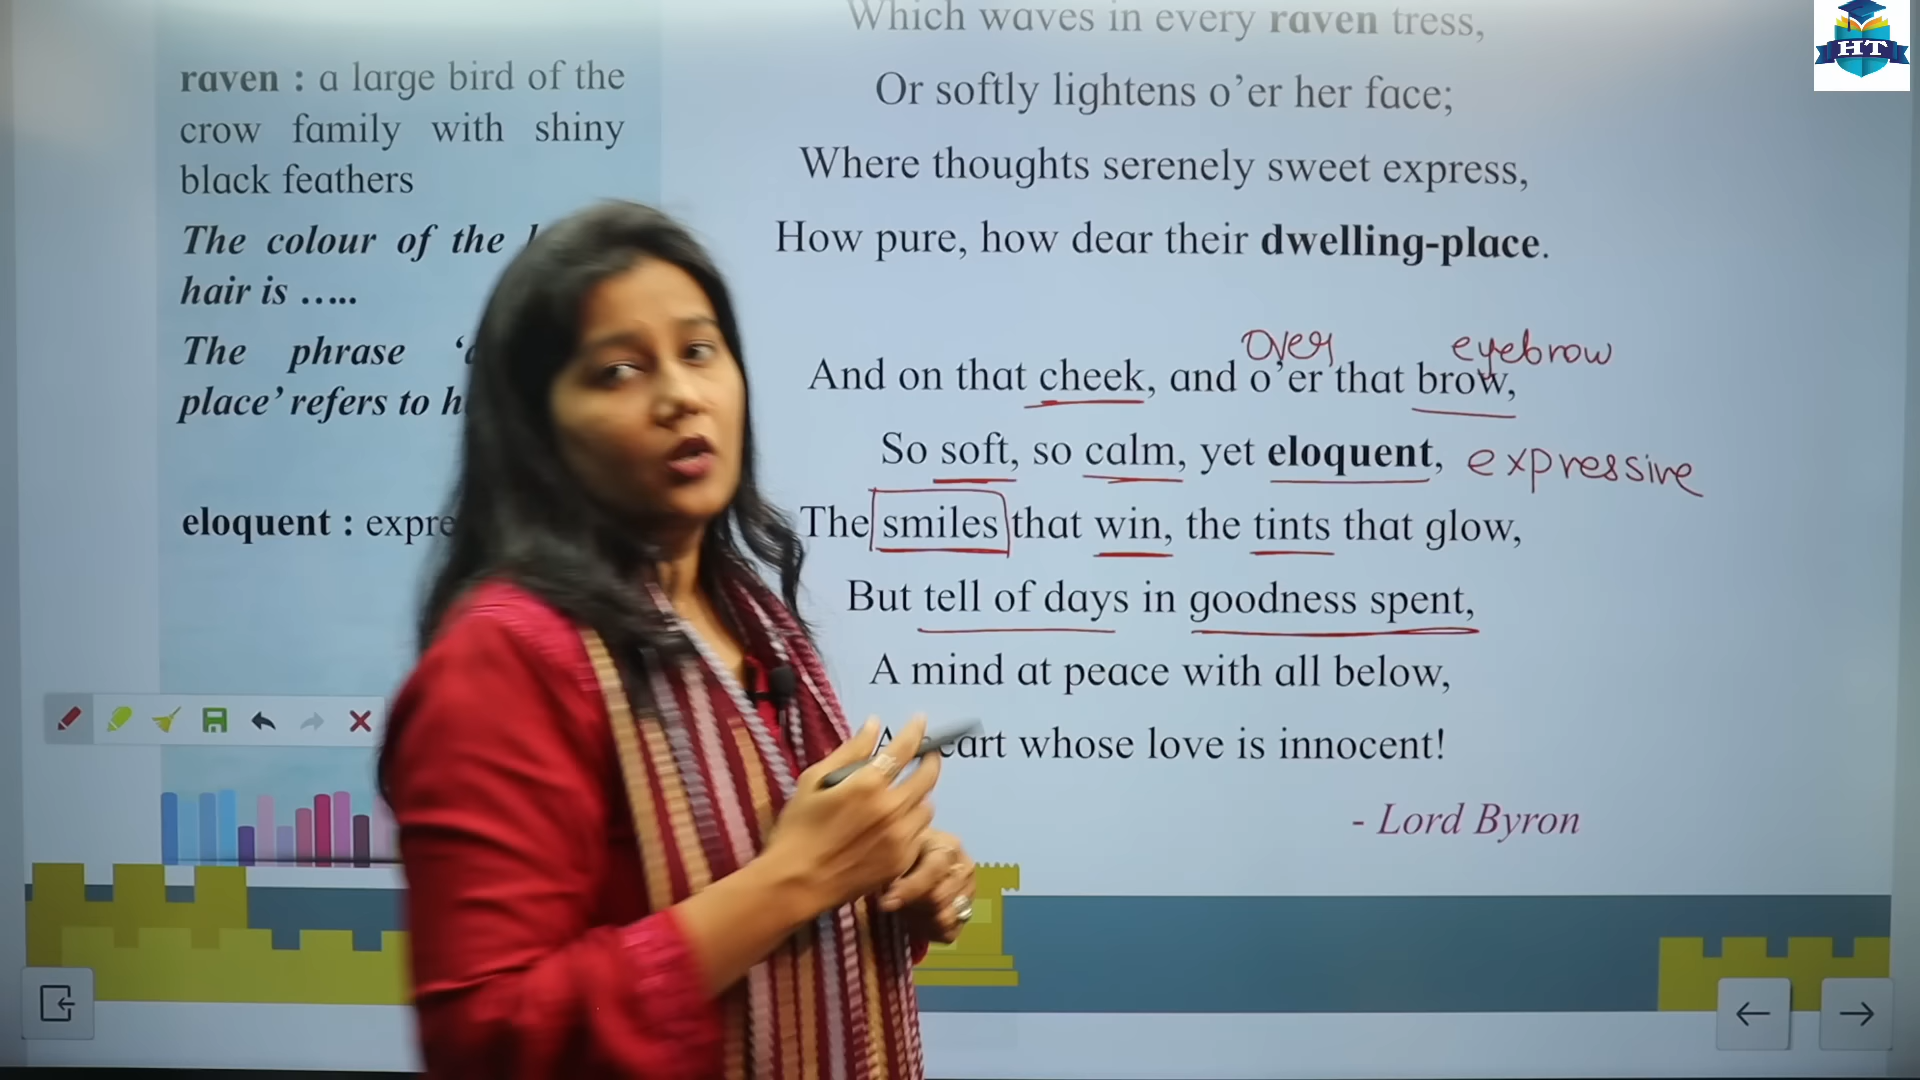 HT
raven : a large bird of the
crow family with shiny
black feathers
The colour of the
hair is .....
The phrase
place’ refers to
eloquent :
Which waves in every raven tress,
Or softly lightens o’er her face;
Where thoughts serenely sweet express,
How pure, how dear their dwelling-place.
over eyebrow
And on that cheek, and o’er that brow,
So soft, so calm, yet eloquent, expressive
The smiles that win, the tints that glow,
But tell of days in goodness spent,
A mind at peace with all below,
A heart whose love is innocent!
- Lord Byron